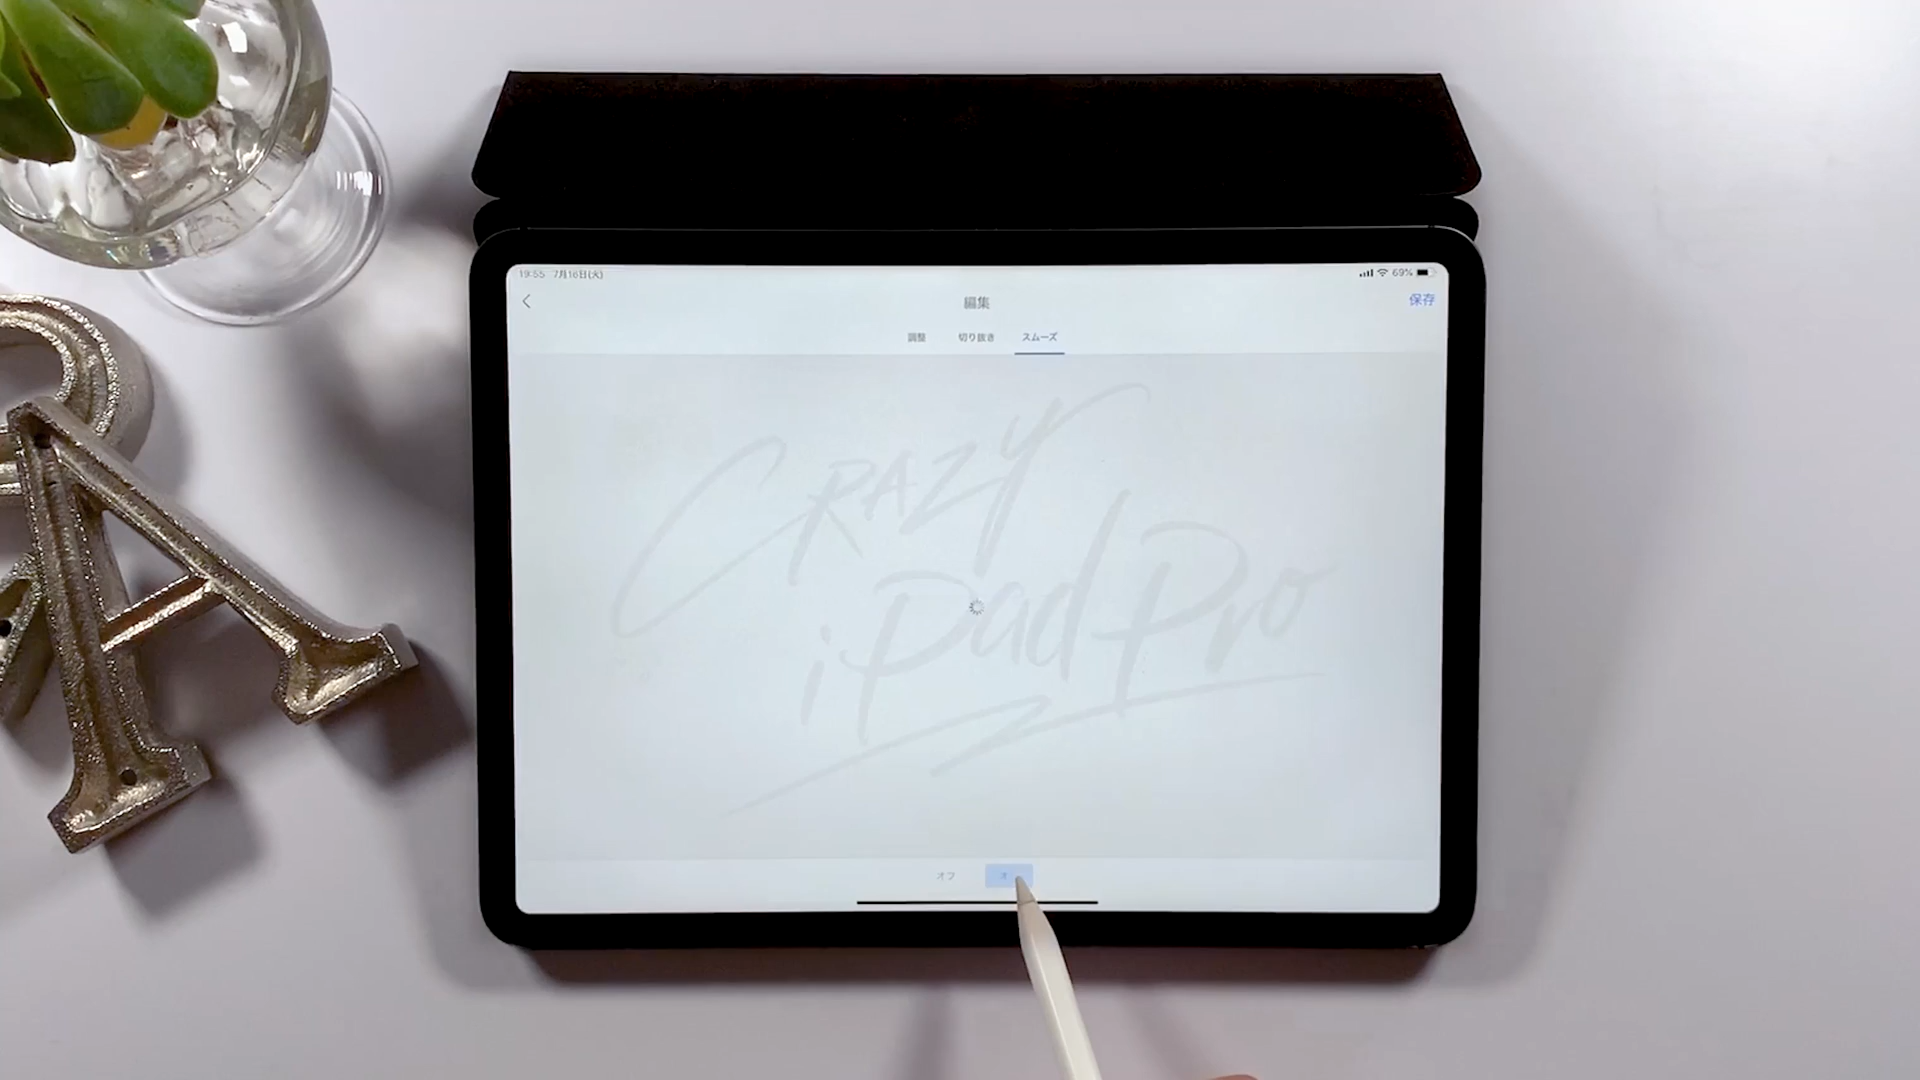 19:55 7月16日(火)
69%
編集
保存
調整 切り抜き スムーズ
CRAZY
iPad Pro
オフ